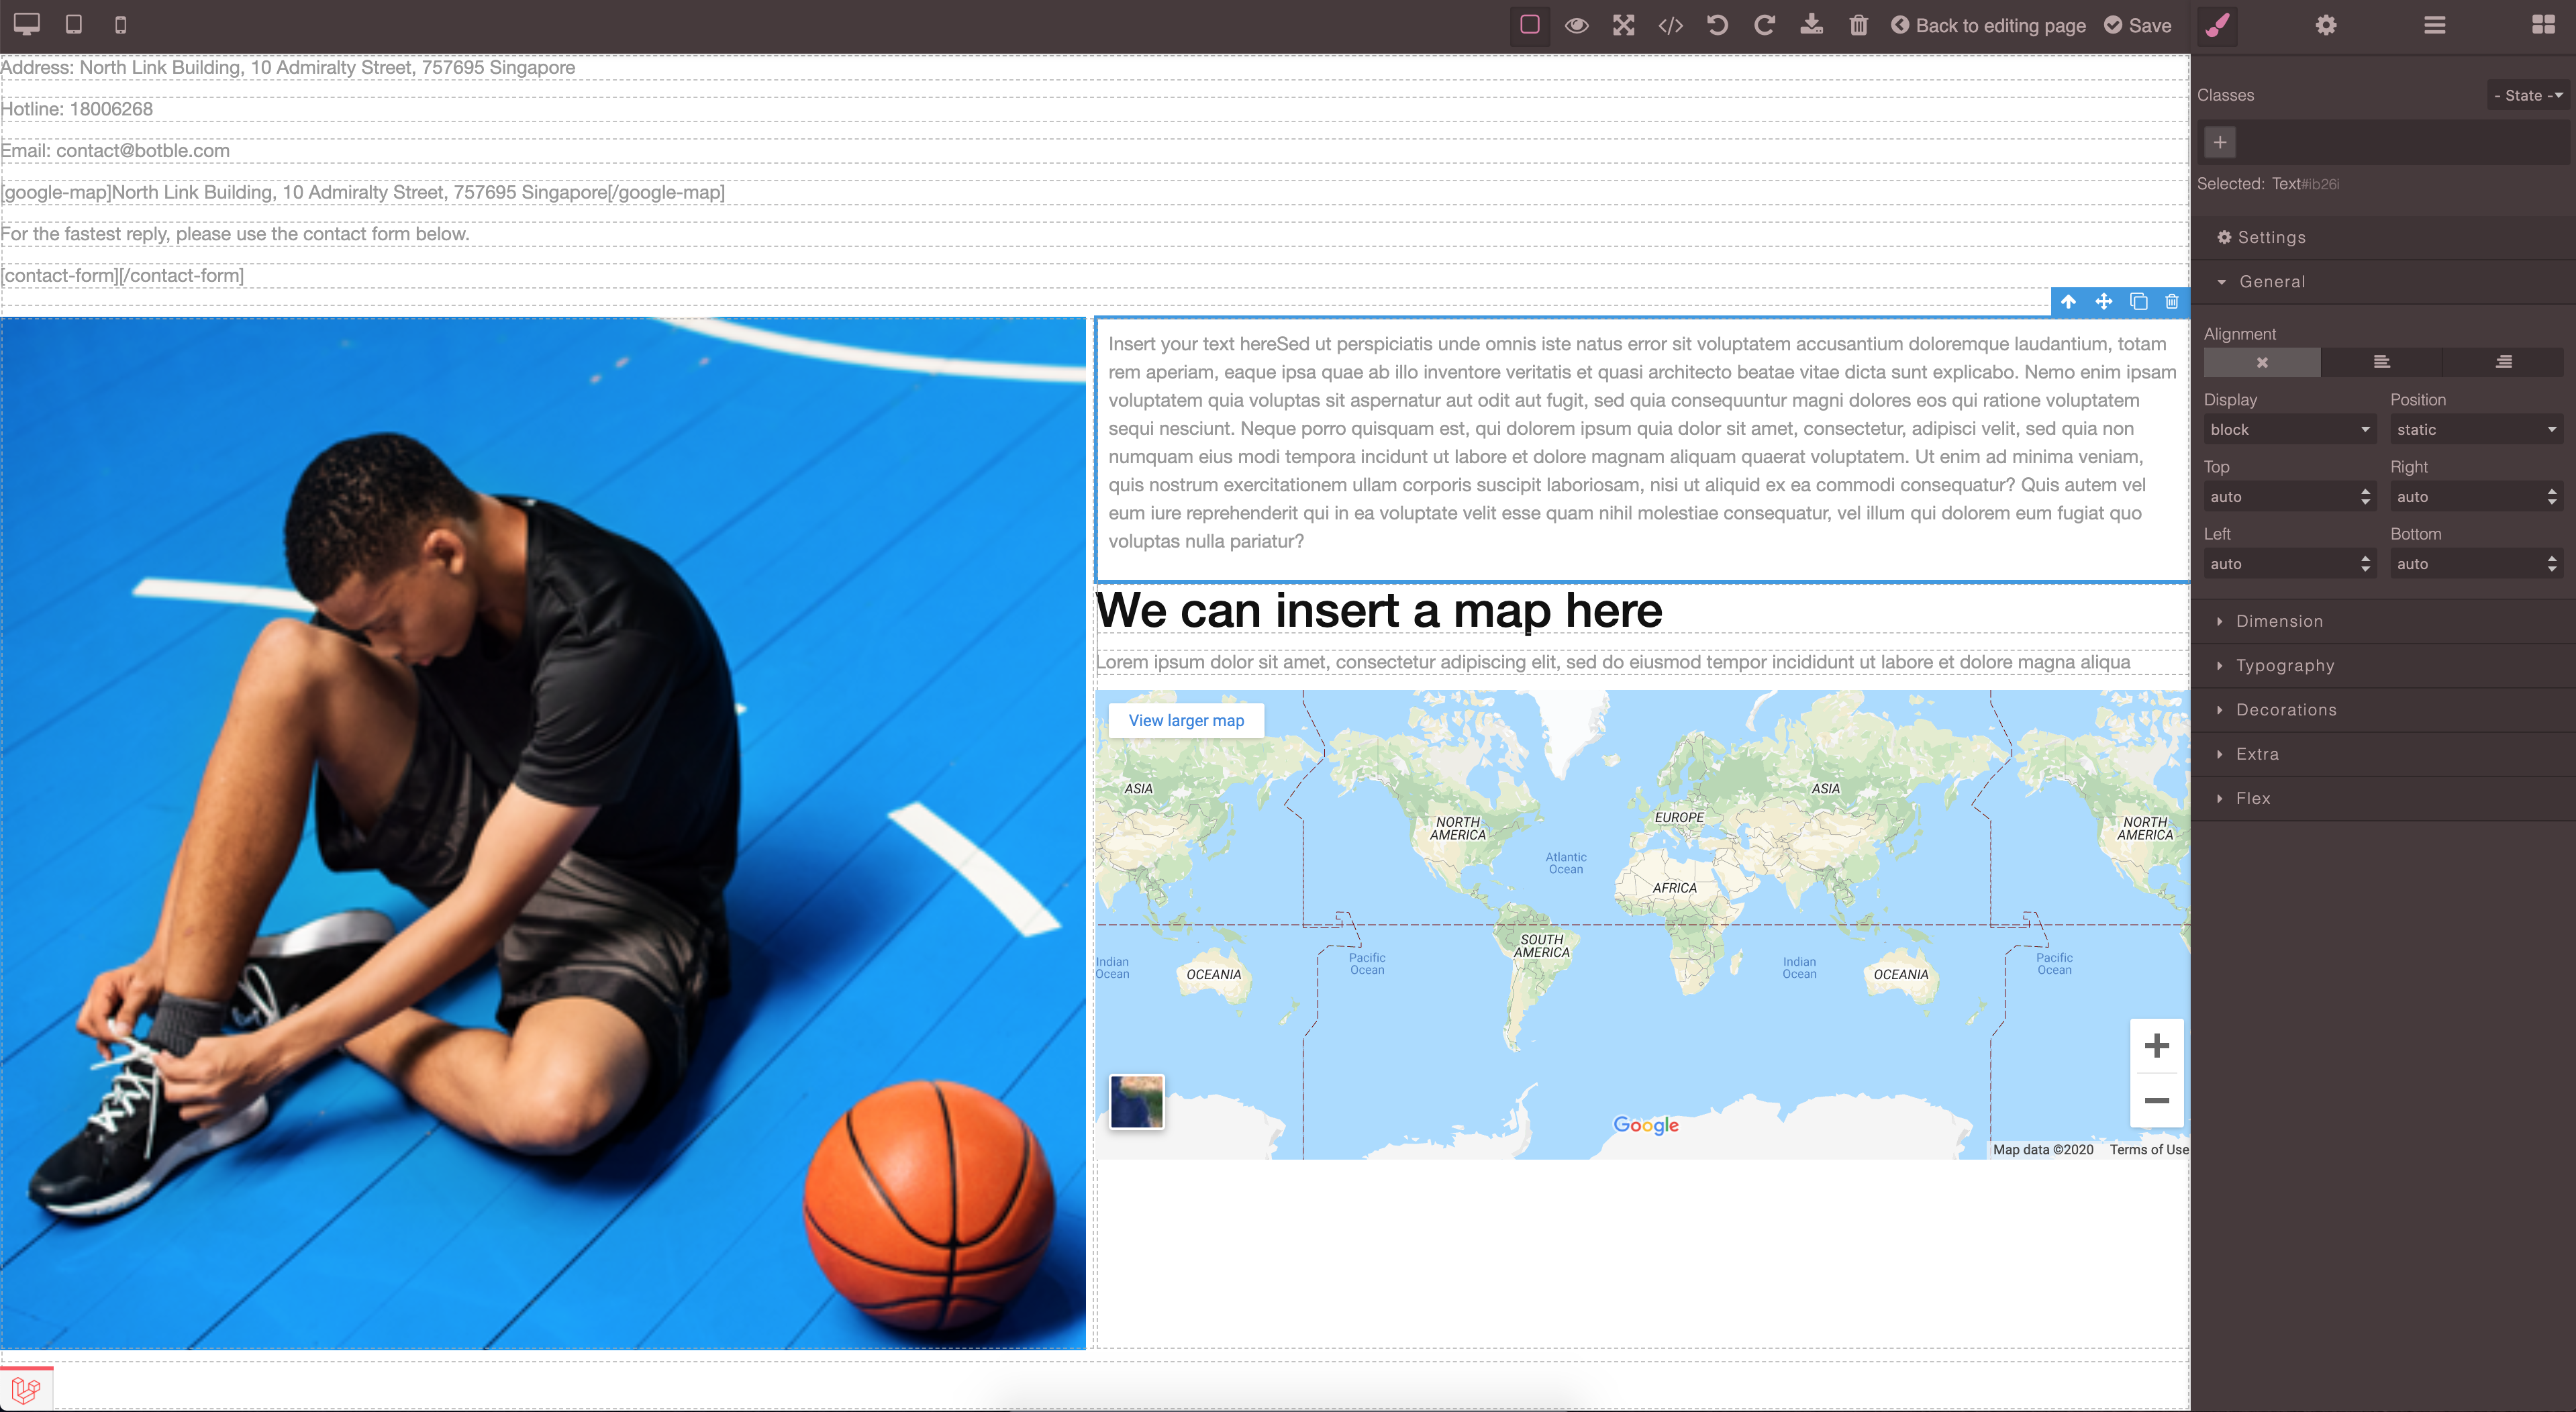 Back to editing page
Save
Address: North Link Building, 10 Admiralty Street, 757695 Singapore
Hotline: 18006268
Email: contact@botble.com
[google-map]North Link Building, 10 Admiralty Street, 757695 Singapore[/google-map]
For the fastest reply, please use the contact form below.
[contact-form][/contact-form]
Insert your text hereSed ut perspiciatis unde omnis iste natus error sit voluptatem accusantium doloremque laudantium, totam
rem aperiam, eaque ipsa quae ab illo inventore veritatis et quasi architecto beatae vitae dicta sunt explicabo. Nemo enim ipsam
voluptatem quia voluptas sit aspernatur aut odit aut fugit, sed quia consequuntur magni dolores eos qui ratione voluptatem
sequi nesciunt. Neque porro quisquam est, qui dolorem ipsum quia dolor sit amet, consectetur, adipisci velit, sed quia non
numquam eius modi tempora incidunt ut labore et dolore magnam aliquam quaerat voluptatem. Ut enim ad minima veniam,
quis nostrum exercitationem ullam corporis suscipit laboriosam, nisi ut aliquid ex ea commodi consequatur? Quis autem vel
eum iure reprehenderit qui in ea voluptate velit esse quam nihil molestiae consequatur, vel illum qui dolorem eum fugiat quo
voluptas nulla pariatur?
We can insert a map here
Lorem ipsum dolor sit amet, consectetur adipiscing elit, sed do eiusmod tempor incididunt ut labore et dolore magna aliqua
View larger map
ASIA
NORTH
AMERICA
EUROPE
ASIA
NORTH
AMERICA
Atlantic
Ocean
AFRICA
SOUTH
AMERICA
Indian
Ocean
OCEANIA
Pacific
Ocean
Indian
Ocean
OCEANIA
Pacific
Ocean
Google
Map data ©2020
Terms of Use
Classes
- State -
Selected: Text#ib26i
Settings
General
Alignment
Display
Position
block
static
Top
Right
auto
auto
Left
Bottom
auto
auto
Dimension
Typography
Decorations
Extra
Flex